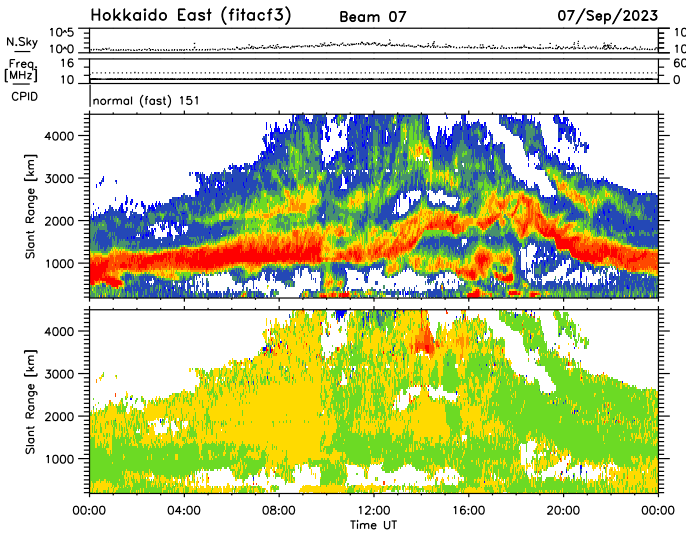 Hokkaido East (fitacf3) Beam 07 07/Sep/2023
10^5 10
N.Sky
10^0 10
Freq. 16 60
[MHz] 10 0
CPID normal (fast) 151
4000
3000
2000
1000
Slant Range [km]
4000
3000
2000
1000
Slant Range [km]
00:00 04:00 08:00 12:00 16:00 20:00 00:00
Time UT